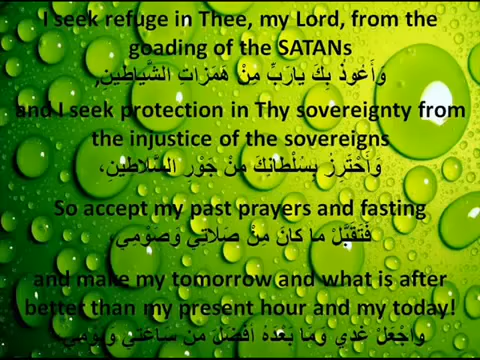 I seek refuge in Thee, my Lord, from the
goading of the SATANs
وَأَعُوذُ بِكَ يَارَبِّ مِنْ هَمَزَاتِ الشَّيَاطِينِ,
and I seek protection in Thy sovereignty from
the injustice of the sovereigns
وَأَحْتَرِزُ بِسُلْطَانِكَ مِنْ جَوْرِ السَّلَاطِينِ،
So accept my past prayers and fasting
فَتَقَبَّلْ مَا كَانَ مِنْ صَلَاتِي وَصَوْمِي
and make my tomorrow and what is after
better than my present hour and my today!
وَاجْعَلْ غَدِي وَمَا بَعْدَهُ أَفْضَلَ مِنْ سَاعَتِي وَيَوْمِي